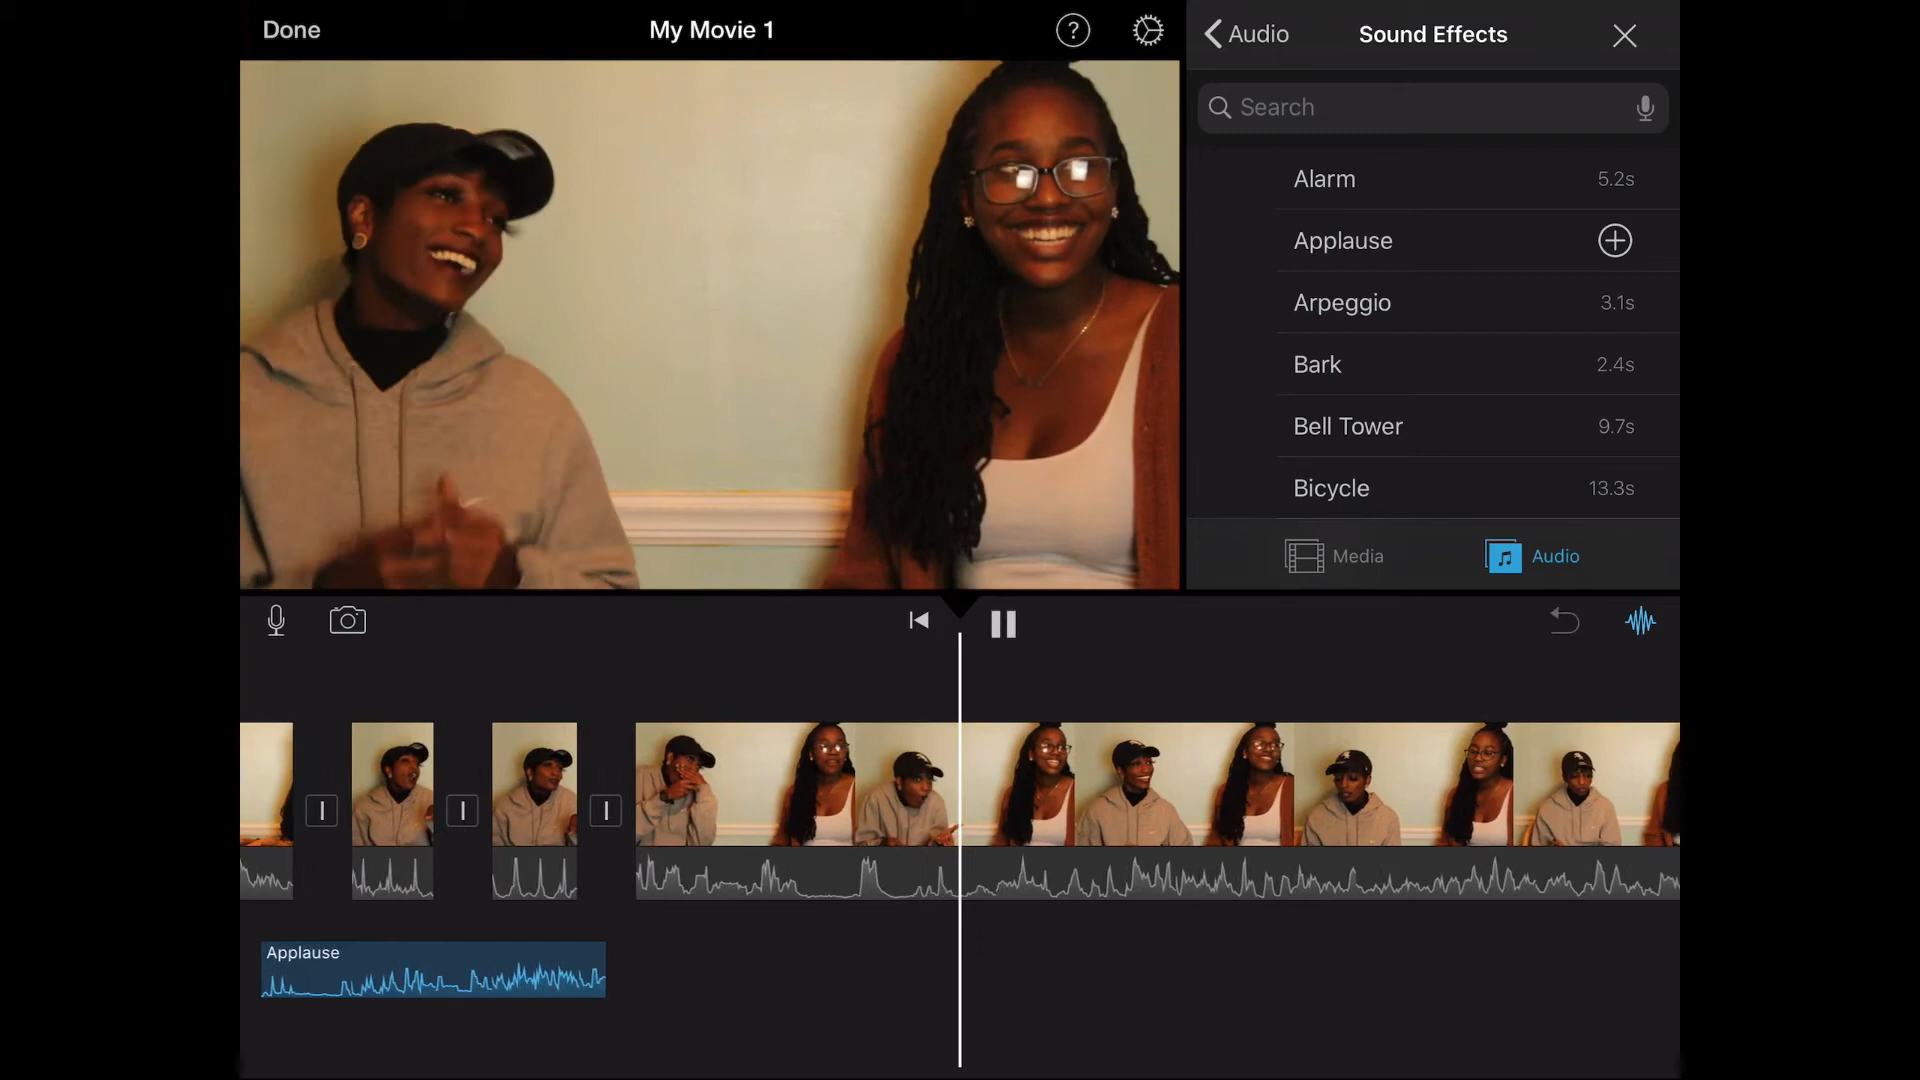 Done
My Movie 1
?
Audio
Sound Effects
Search
Alarm 5.2s
Applause
Arpeggio 3.1s
Bark 2.4s
Bell Tower 9.7s
Bicycle 13.3s
Media
Audio
Applause